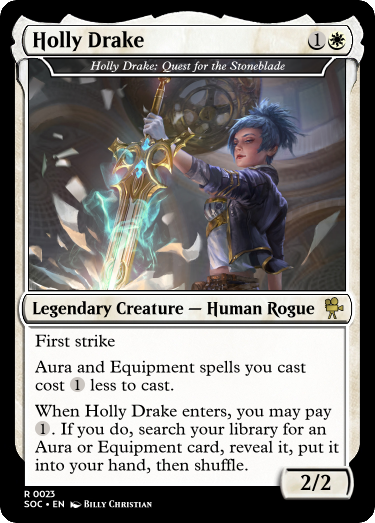 Holly Drake 1
Holly Drake: Quest for the Stoneblade
Legendary Creature — Human Rogue
First strike
Aura and Equipment spells you cast
cost 1 less to cast.
When Holly Drake enters, you may pay
1. If you do, search your library for an
Aura or Equipment card, reveal it, put it
into your hand, then shuffle.
2/2
R 0023
SOC • EN Billy Christian